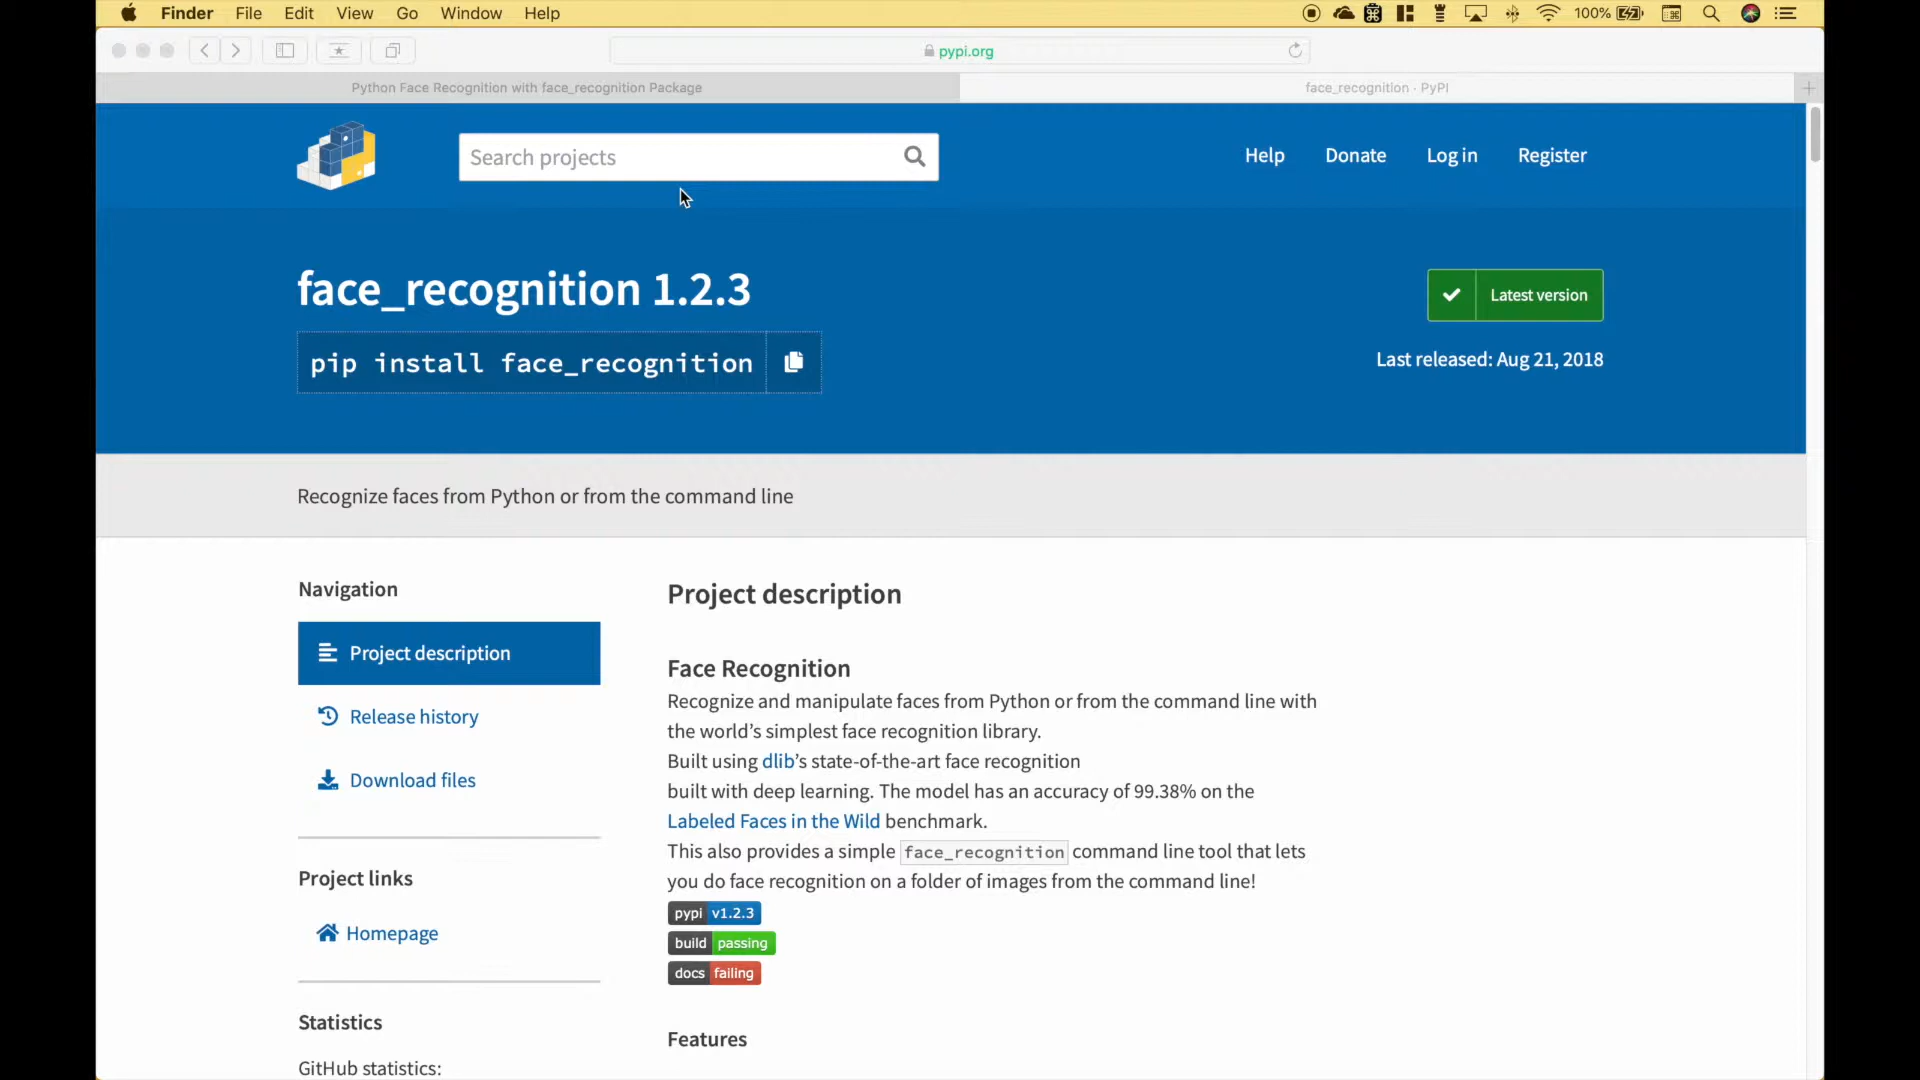 Finder File Edit View Go Window Help
100%
pypi.org
Python Face Recognition with face_recognition Package
face_recognition · PyPI
Search projects
Help Donate Log in Register
face_recognition 1.2.3
Latest version
pip install face_recognition
Last released: Aug 21, 2018
Recognize faces from Python or from the command line
Navigation
Project description
Release history
Download files
Project links
Homepage
Statistics
GitHub statistics:
Project description
Face Recognition
Recognize and manipulate faces from Python or from the command line with
the world’s simplest face recognition library.
Built using dlib’s state-of-the-art face recognition
built with deep learning. The model has an accuracy of 99.38% on the
Labeled Faces in the Wild benchmark.
This also provides a simple face_recognition command line tool that lets
you do face recognition on a folder of images from the command line!
pypi v1.2.3
build passing
docs failing
Features